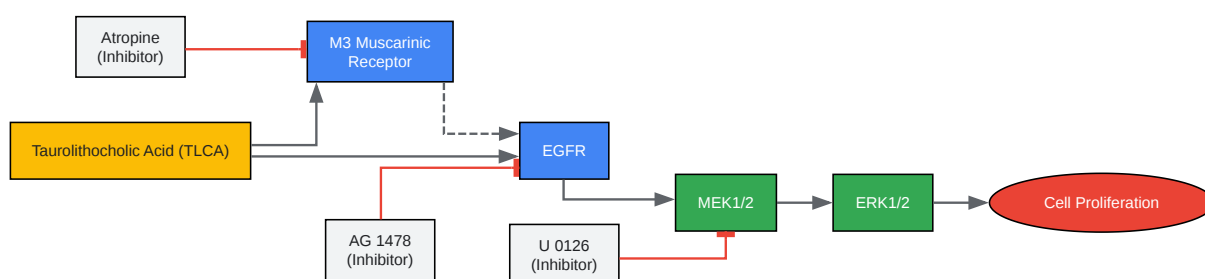 Atropine
(Inhibitor)
M3 Muscarinic
Receptor
Taurolithocholic Acid (TLCA)
EGFR
MEK1/2
ERK1/2
Cell Proliferation
AG 1478
(Inhibitor)
U 0126
(Inhibitor)